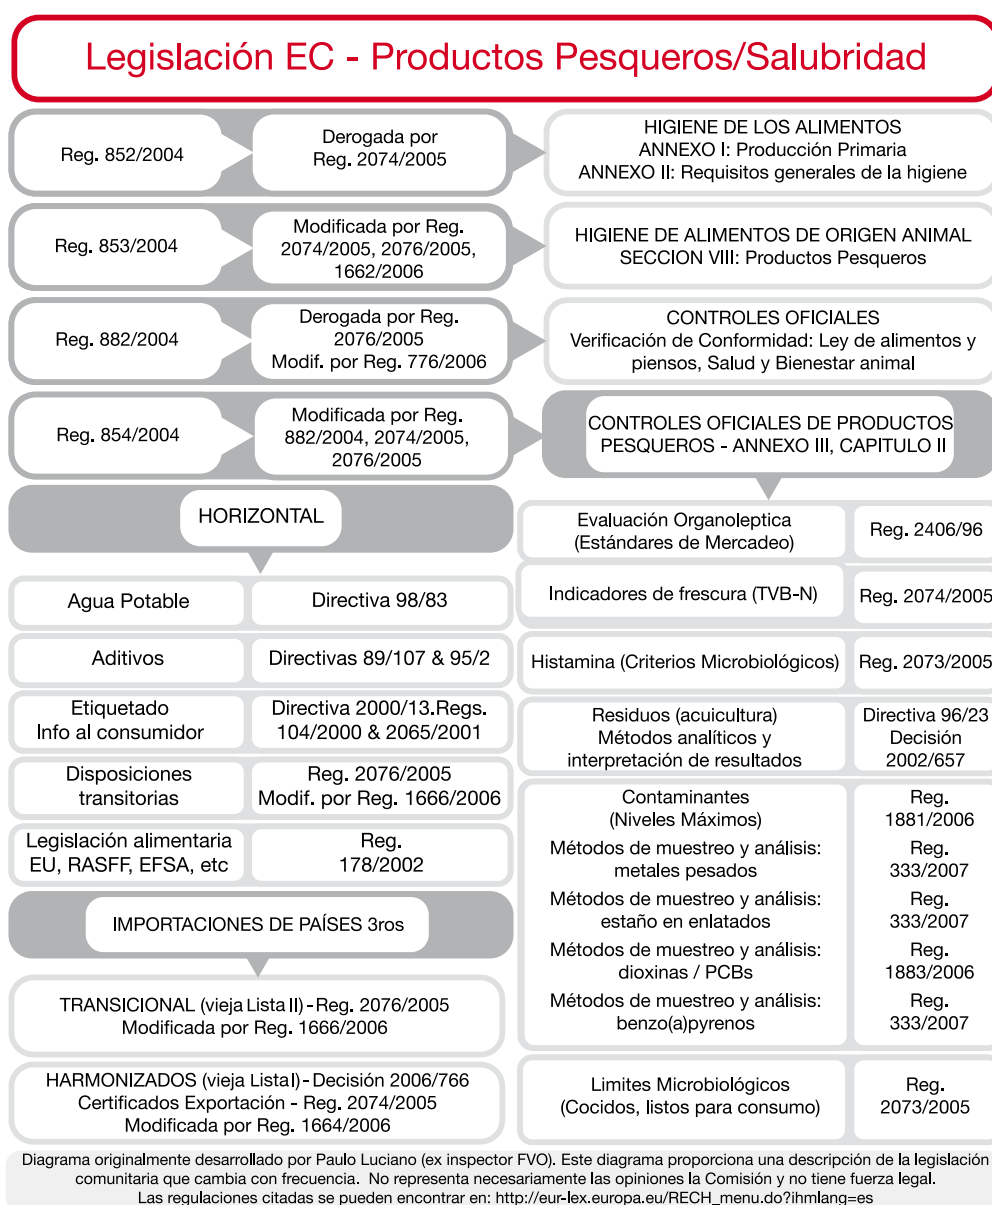 Legislación EC - Productos Pesqueros/Salubridad
Reg. 852/2004
Derogada por
Reg. 2074/2005
HIGIENE DE LOS ALIMENTOS
ANNEXO I: Producción Primaria
ANNEXO II: Requisitos generales de la higiene
Reg. 853/2004
Modificada por Reg.
2074/2005, 2076/2005,
1662/2006
HIGIENE DE ALIMENTOS DE ORIGEN ANIMAL
SECCION VIII: Productos Pesqueros
Reg. 882/2004
Derogada por Reg.
2076/2005
Modif. por Reg. 776/2006
CONTROLES OFICIALES
Verificación de Conformidad: Ley de alimentos y
piensos, Salud y Bienestar animal
Reg. 854/2004
Modificada por Reg.
882/2004, 2074/2005,
2076/2005
CONTROLES OFICIALES DE PRODUCTOS
PESQUEROS - ANNEXO III, CAPITULO II
HORIZONTAL
Agua Potable
Directiva 98/83
Aditivos
Directivas 89/107 & 95/2
Etiquetado
Info al consumidor
Directiva 2000/13.Regs.
104/2000 & 2065/2001
Disposiciones
transitorias
Reg. 2076/2005
Modif. por Reg. 1666/2006
Legislación alimentaria
EU, RASFF, EFSA, etc
Reg.
178/2002
IMPORTACIONES DE PAÍSES 3ros
TRANSICIONAL (vieja Lista II) - Reg. 2076/2005
Modificada por Reg. 1666/2006
HARMONIZADOS (vieja ListaI) - Decisión 2006/766
Certificados Exportación - Reg. 2074/2005
Modificada por Reg. 1664/2006
Evaluación Organoleptica
(Estándares de Mercadeo)
Reg. 2406/96
Indicadores de frescura (TVB-N)
Reg. 2074/2005
Histamina (Criterios Microbiológicos)
Reg. 2073/2005
Residuos (acuicultura)
Métodos analíticos y
interpretación de resultados
Directiva 96/23
Decisión
2002/657
Contaminantes
(Niveles Máximos)
Reg.
1881/2006
Métodos de muestreo y análisis:
metales pesados
Reg.
333/2007
Métodos de muestreo y análisis:
estaño en enlatados
Reg.
333/2007
Métodos de muestreo y análisis:
dioxinas / PCBs
Reg.
1883/2006
Métodos de muestreo y análisis:
benzo(a)pyrenos
Reg.
333/2007
Limites Microbiológicos
(Cocidos, listos para consumo)
Reg.
2073/2005
Diagrama originalmente desarrollado por Paulo Luciano (ex inspector FVO). Este diagrama proporciona una descripción de la legislación
comunitaria que cambia con frecuencia. No representa necesariamente las opiniones la Comisión y no tiene fuerza legal.
Las regulaciones citadas se pueden encontrar en: http://eur-lex.europa.eu/RECH_menu.do?ihmlang=es